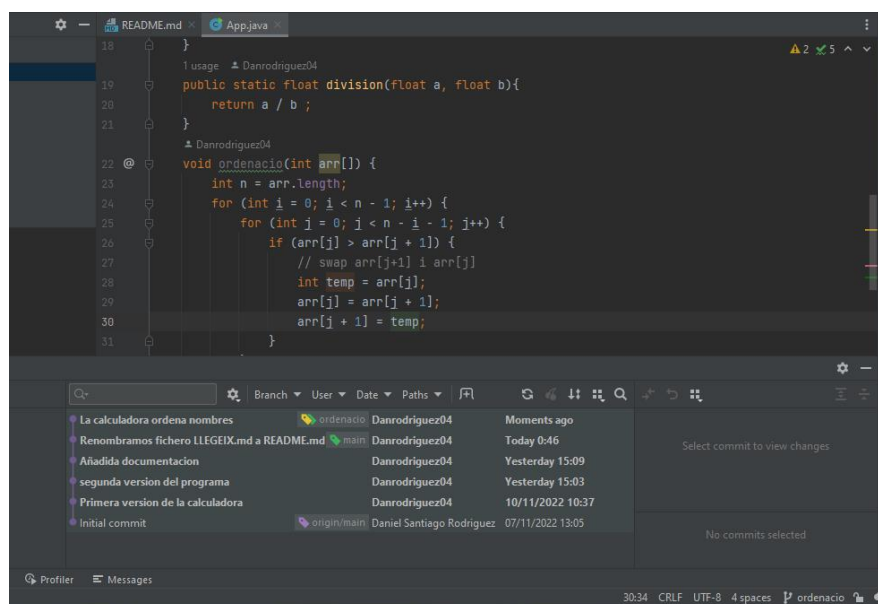 README.md App.java
18 }
1 usage Danrodriguez04
19 public static float division(float a, float b){
20 return a / b ;
21 }
Danrodriguez04
22 @ void ordenacio(int arr[]) {
23 int n = arr.length;
24 for (int i = 0; i < n - 1; i++) {
25 for (int j = 0; j < n - i - 1; j++) {
26 if (arr[j] > arr[j + 1]) {
27 // swap arr[j+1] i arr[j]
28 int temp = arr[j];
29 arr[j] = arr[j + 1];
30 arr[j + 1] = temp;
31 }
2 5
Branch User Date Paths
La calculadora ordena nombres ordenacio Danrodriguez04 Moments ago
Renombramos fichero LLEGEIX.md a README.md main Danrodriguez04 Today 0:46
Añadida documentacion Danrodriguez04 Yesterday 15:09
segunda version del programa Danrodriguez04 Yesterday 15:03
Primera version de la calculadora Danrodriguez04 10/11/2022 10:37
Initial commit origin/main Daniel Santiago Rodriguez 07/11/2022 13:05
Select commit to view changes
No commits selected
Profiler Messages
30:34 CRLF UTF-8 4 spaces ordenacio